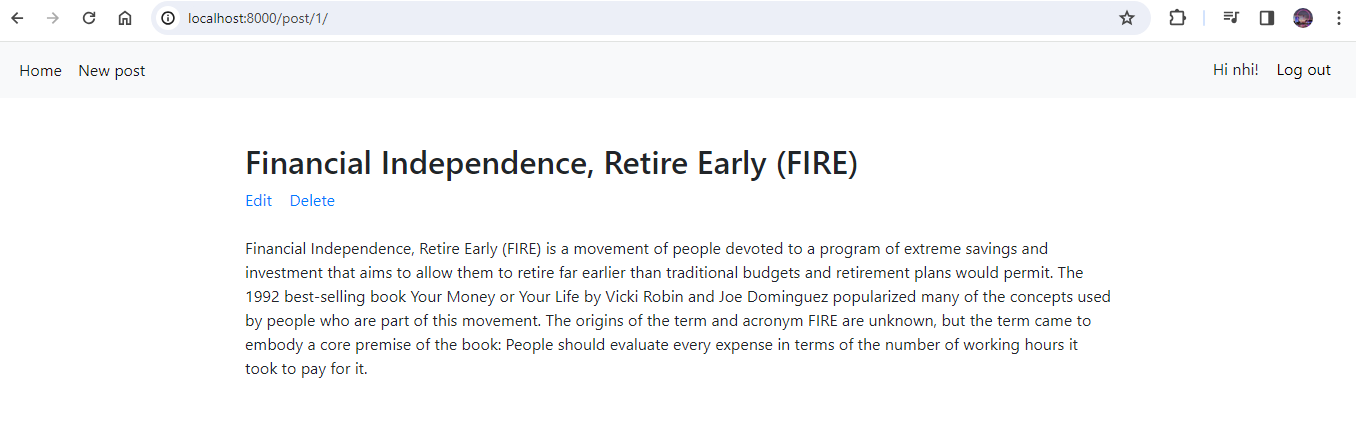 localhost:8000/post/1/
Home New post Hi nhi! Log out
Financial Independence, Retire Early (FIRE)
Edit Delete
Financial Independence, Retire Early (FIRE) is a movement of people devoted to a program of extreme savings and
investment that aims to allow them to retire far earlier than traditional budgets and retirement plans would permit. The
1992 best-selling book Your Money or Your Life by Vicki Robin and Joe Dominguez popularized many of the concepts used
by people who are part of this movement. The origins of the term and acronym FIRE are unknown, but the term came to
embody a core premise of the book: People should evaluate every expense in terms of the number of working hours it
took to pay for it.